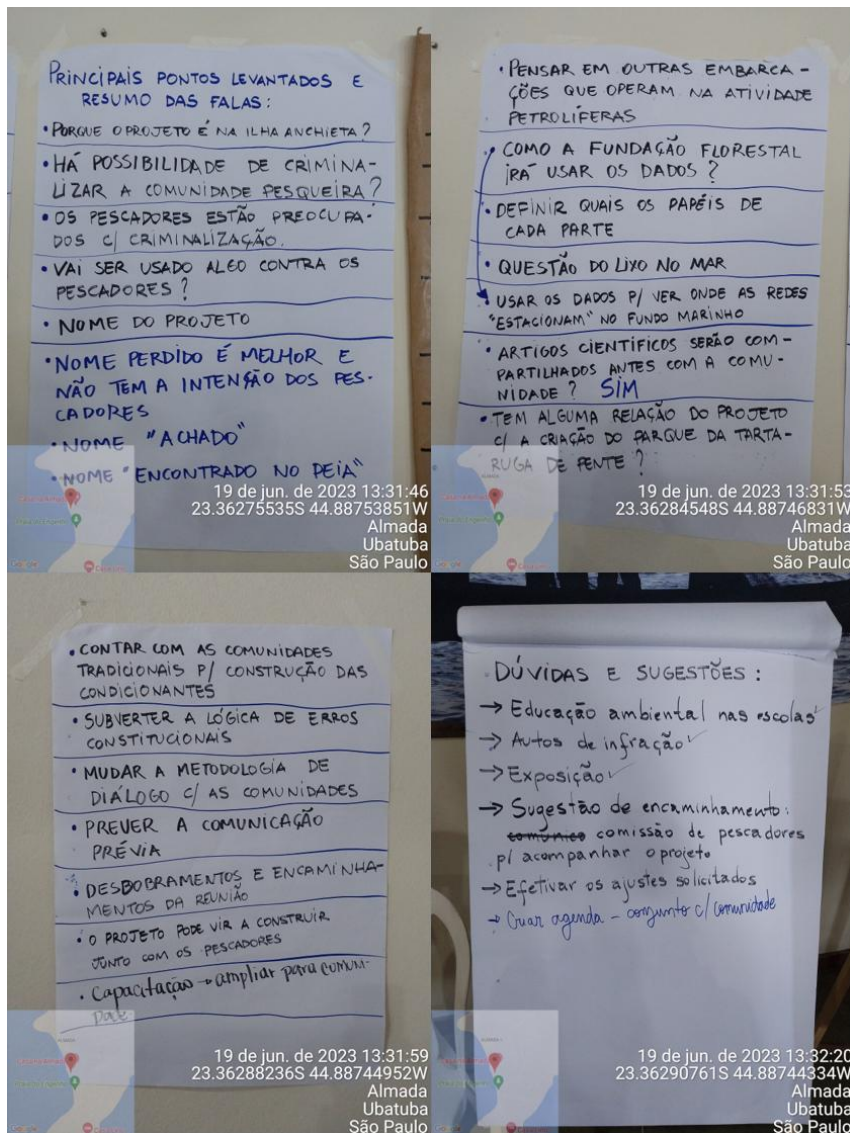 PRINCIPAIS PONTOS LEVANTADOS E
RESUMO DAS FALAS:
• PORQUE O PROJETO É NA ILHA ANCHIETA?
• HÁ POSSIBILIDADE DE CRIMINA-
LIZAR A COMUNIDADE PESQUEIRA?
• OS PESCADORES ESTÃO PREOCUPA-
DOS C/ CRIMINALIZAÇÃO.
• VAI SER USADO ALGO CONTRA OS
PESCADORES?
• NOME DO PROJETO
• NOME PERDIDO É MELHOR E
NÃO TEM A INTENÇÃO DOS PES-
CADORES
• NOME "ACHADO"
• NOME "ENCONTRADO NO PEIA"
19 de jun. de 2023 13:31:46
23.36275535S 44.88753851W
Almada
Ubatuba
São Paulo
• PENSAR EM OUTRAS EMBARCA-
ÇÕES QUE OPERAM NA ATIVIDADE
PETROLÍFERAS
• COMO A FUNDAÇÃO FLORESTAL
IRÁ USAR OS DADOS?
• DEFINIR QUAIS OS PAPÉIS DE
CADA PARTE
• QUESTÃO DO LIXO NO MAR
• USAR OS DADOS P/ VER ONDE AS REDES
"ESTACIONAM" NO FUNDO MARINHO
• ARTIGOS CIENTÍFICOS SERÃO COM-
PARTILHADOS ANTES COM A COMU-
NIDADE? SIM
• TEM ALGUMA RELAÇÃO DO PROJETO
C/ A CRIAÇÃO DO PARQUE DA TARTA-
RUGA DE PENTE?
19 de jun. de 2023 13:31:53
23.36284548S 44.88746831W
Almada
Ubatuba
São Paulo
• CONTAR COM AS COMUNIDADES
TRADICIONAIS P/ CONSTRUÇÃO DAS
CONDICIONANTES
• SUBVERTER A LÓGICA DE ERROS
CONSTITUCIONAIS
• MUDAR A METODOLOGIA DE
DIÁLOGO C/ AS COMUNIDADES
• PREVER A COMUNICAÇÃO
PRÉVIA
• DESBOBRAMENTOS E ENCAMINHA-
MENTOS DA REUNIÃO
• O PROJETO PODE VIR A CONSTRUIR
JUNTO COM OS PESCADORES
• Capacitação → ampliar para comuni-
dade
19 de jun. de 2023 13:31:59
23.36288236S 44.88744952W
Almada
Ubatuba
São Paulo
DÚVIDAS E SUGESTÕES:
→ Educação ambiental nas escolas ✓
→ Autos de infração ✓
→ Exposição ✓
→ Sugestão de encaminhamento:
comissão de pescadores
p/ acompanhar o projeto
→ Efetivar os ajustes solicitados
→ Criar agenda - conjunto c/ comunidade
19 de jun. de 2023 13:32:20
23.36290761S 44.88744334W
Almada
Ubatuba
São Paulo